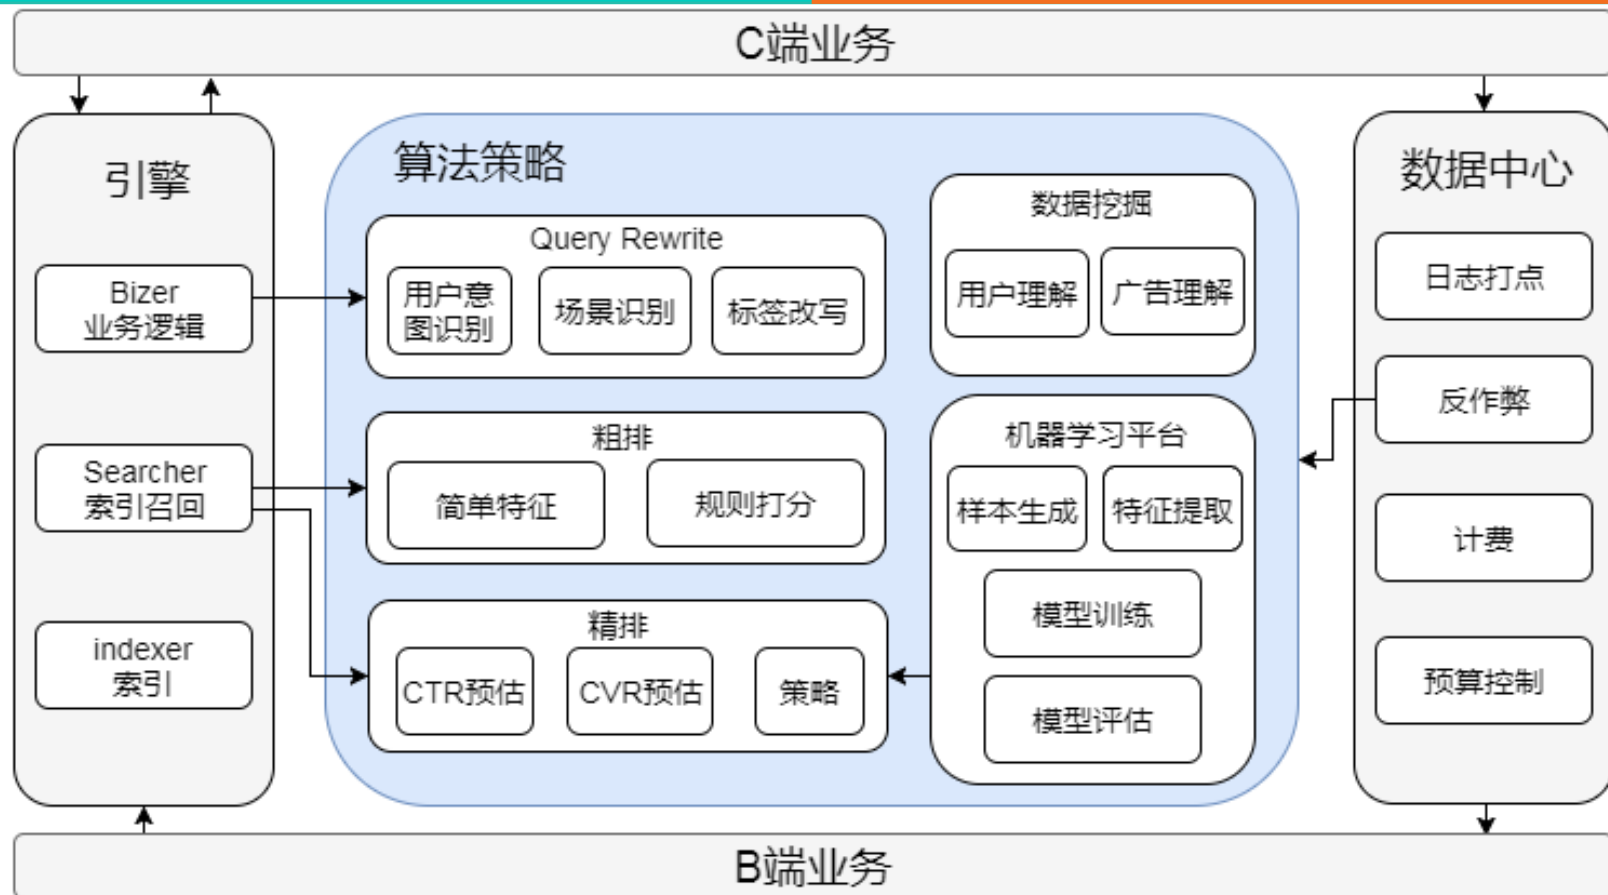 C端业务
引擎
Bizer
业务逻辑
Searcher
索引召回
indexer
索引
算法策略
Query Rewrite
用户意
图识别
场景识别
标签改写
粗排
简单特征
规则打分
精排
CTR预估
CVR预估
策略
数据挖掘
用户理解
广告理解
机器学习平台
样本生成
特征提取
模型训练
模型评估
数据中心
日志打点
反作弊
计费
预算控制
B端业务